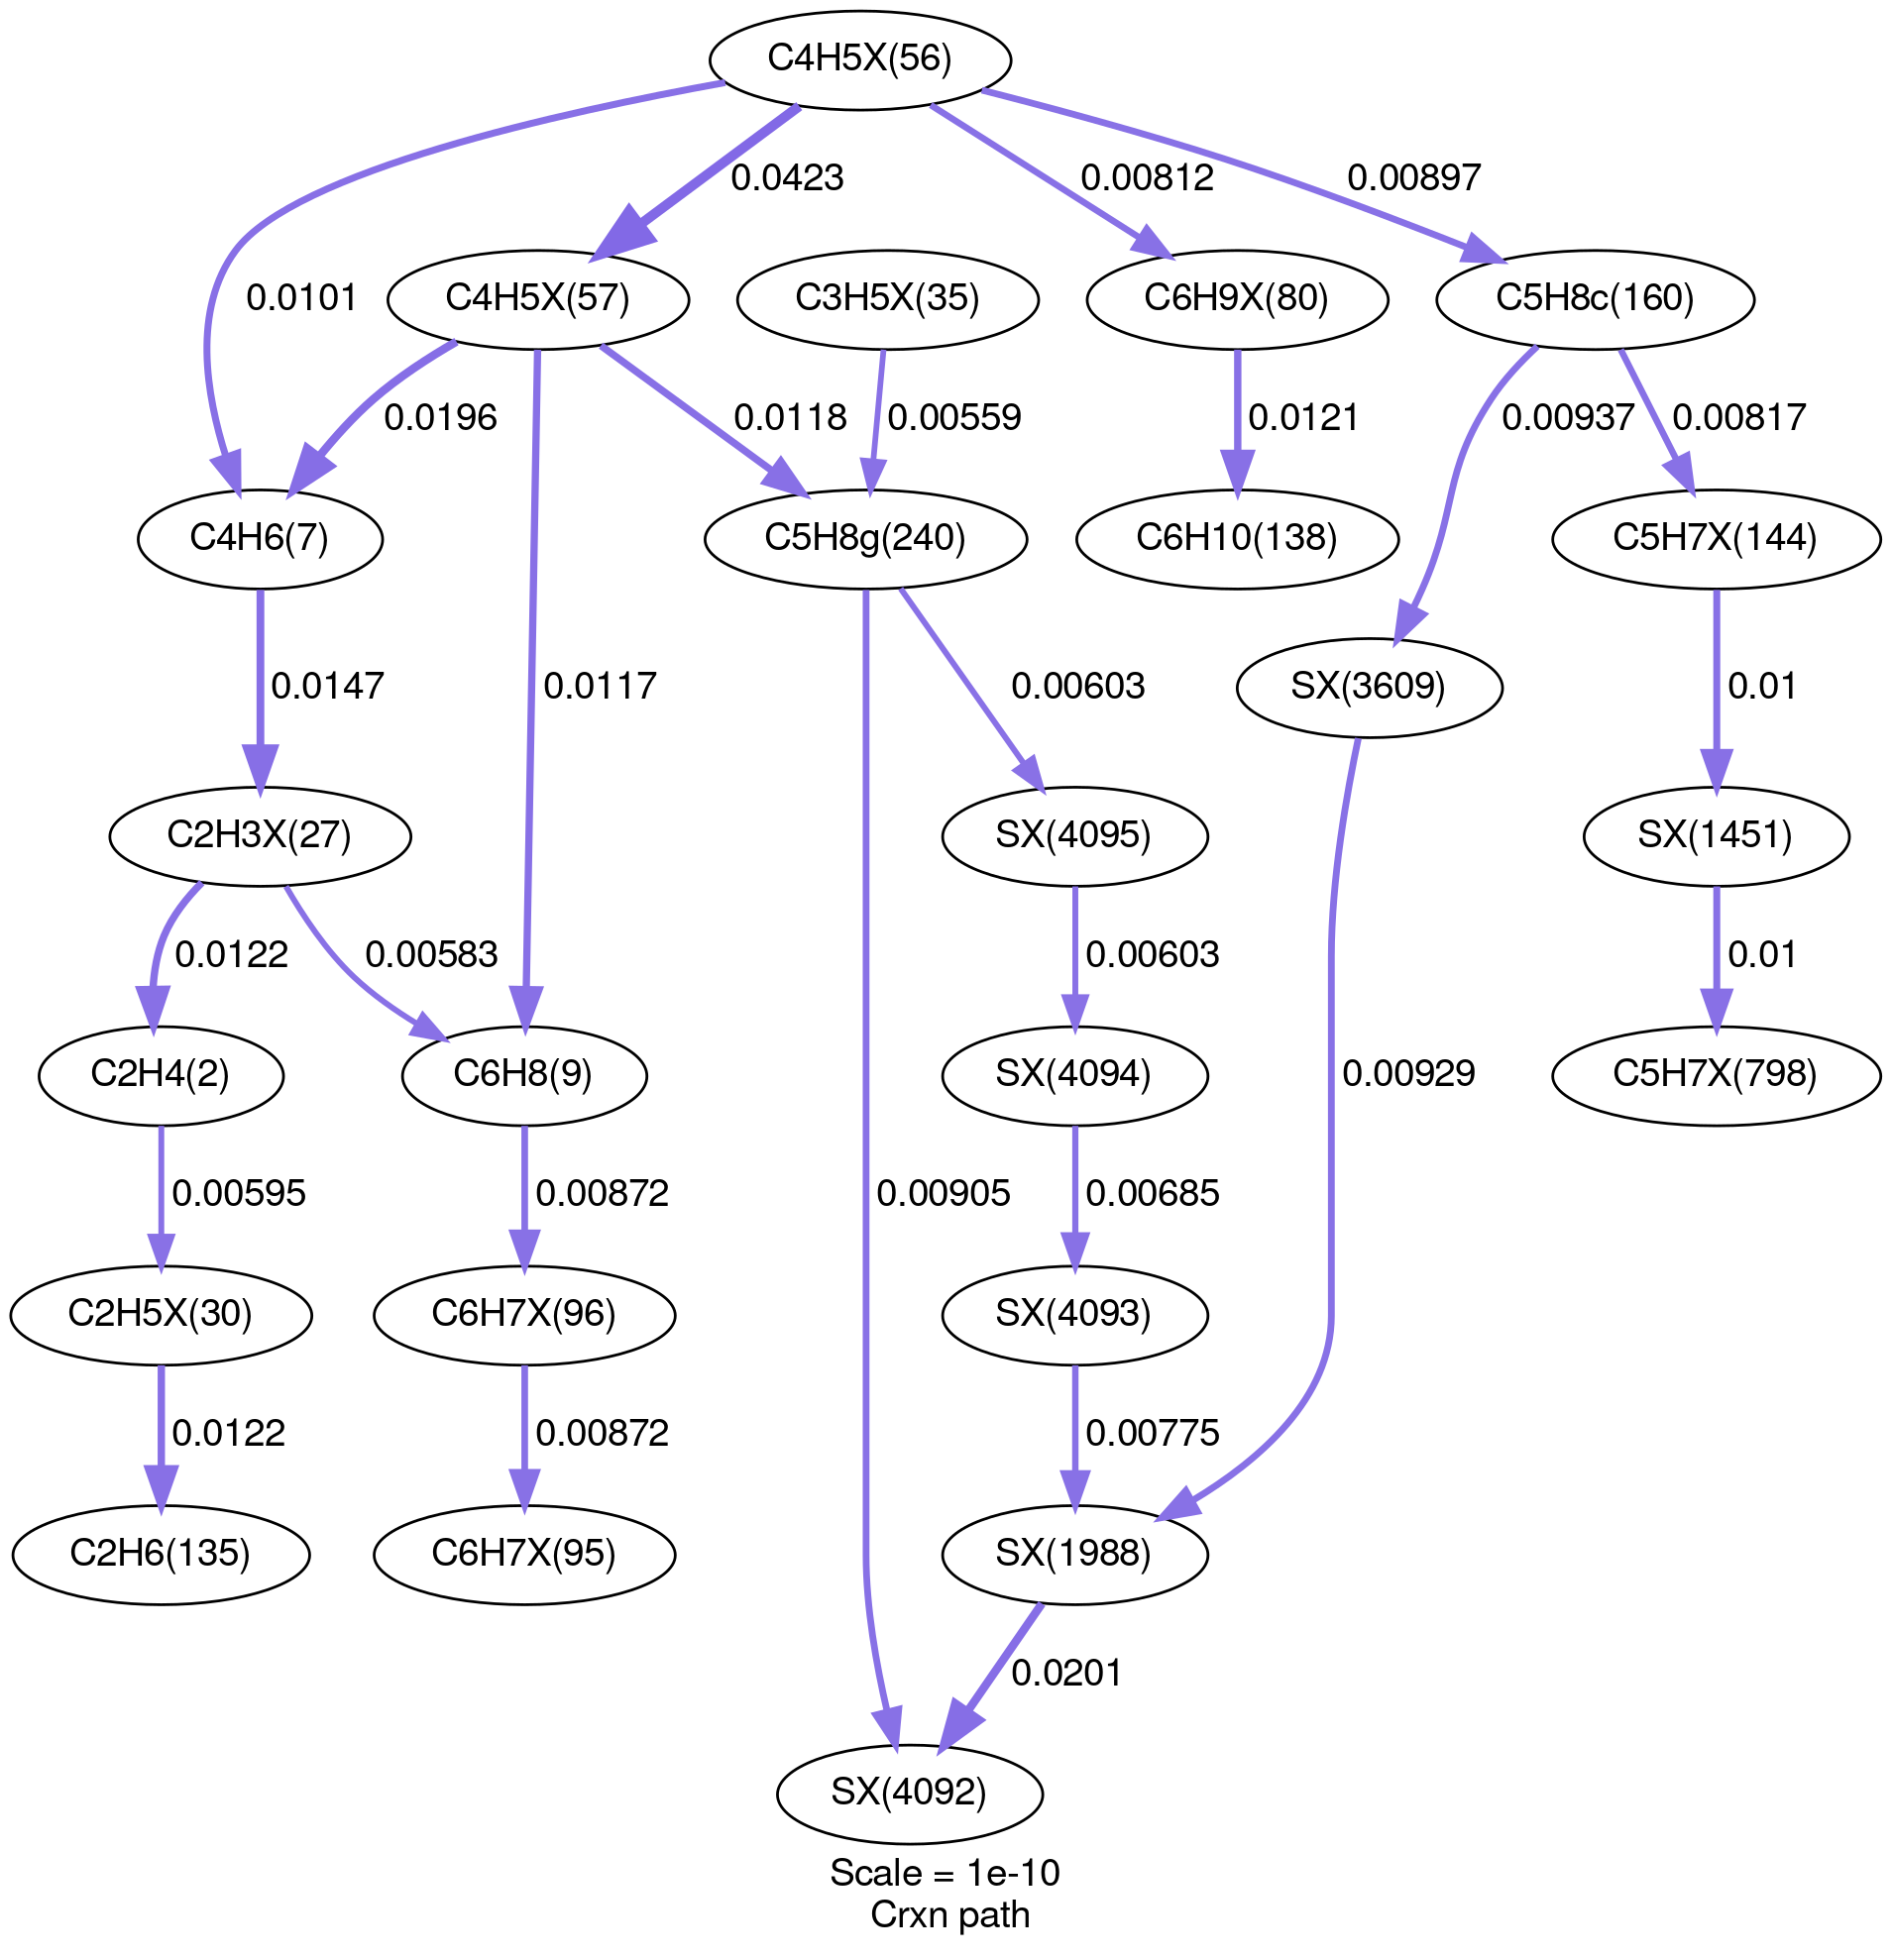 C4H5X(56)
0.0423
0.00812
0.00897
0.0101
C4H5X(57)
C3H5X(35)
C6H9X(80)
C5H8c(160)
0.0196
0.0118
0.00559
0.0121
0.00937
0.00817
C4H6(7)
C5H8g(240)
C6H10(138)
C5H7X(144)
0.0147
0.0117
0.00603
SX(3609)
0.01
C2H3X(27)
SX(4095)
SX(1451)
0.0122
0.00583
0.00603
0.01
C2H4(2)
C6H8(9)
SX(4094)
0.00929
C5H7X(798)
0.00595
0.00872
0.00905
0.00685
C2H5X(30)
C6H7X(96)
SX(4093)
0.0122
0.00872
0.00775
C2H6(135)
C6H7X(95)
SX(1988)
0.0201
SX(4092)
Scale = 1e-10
Crxn path